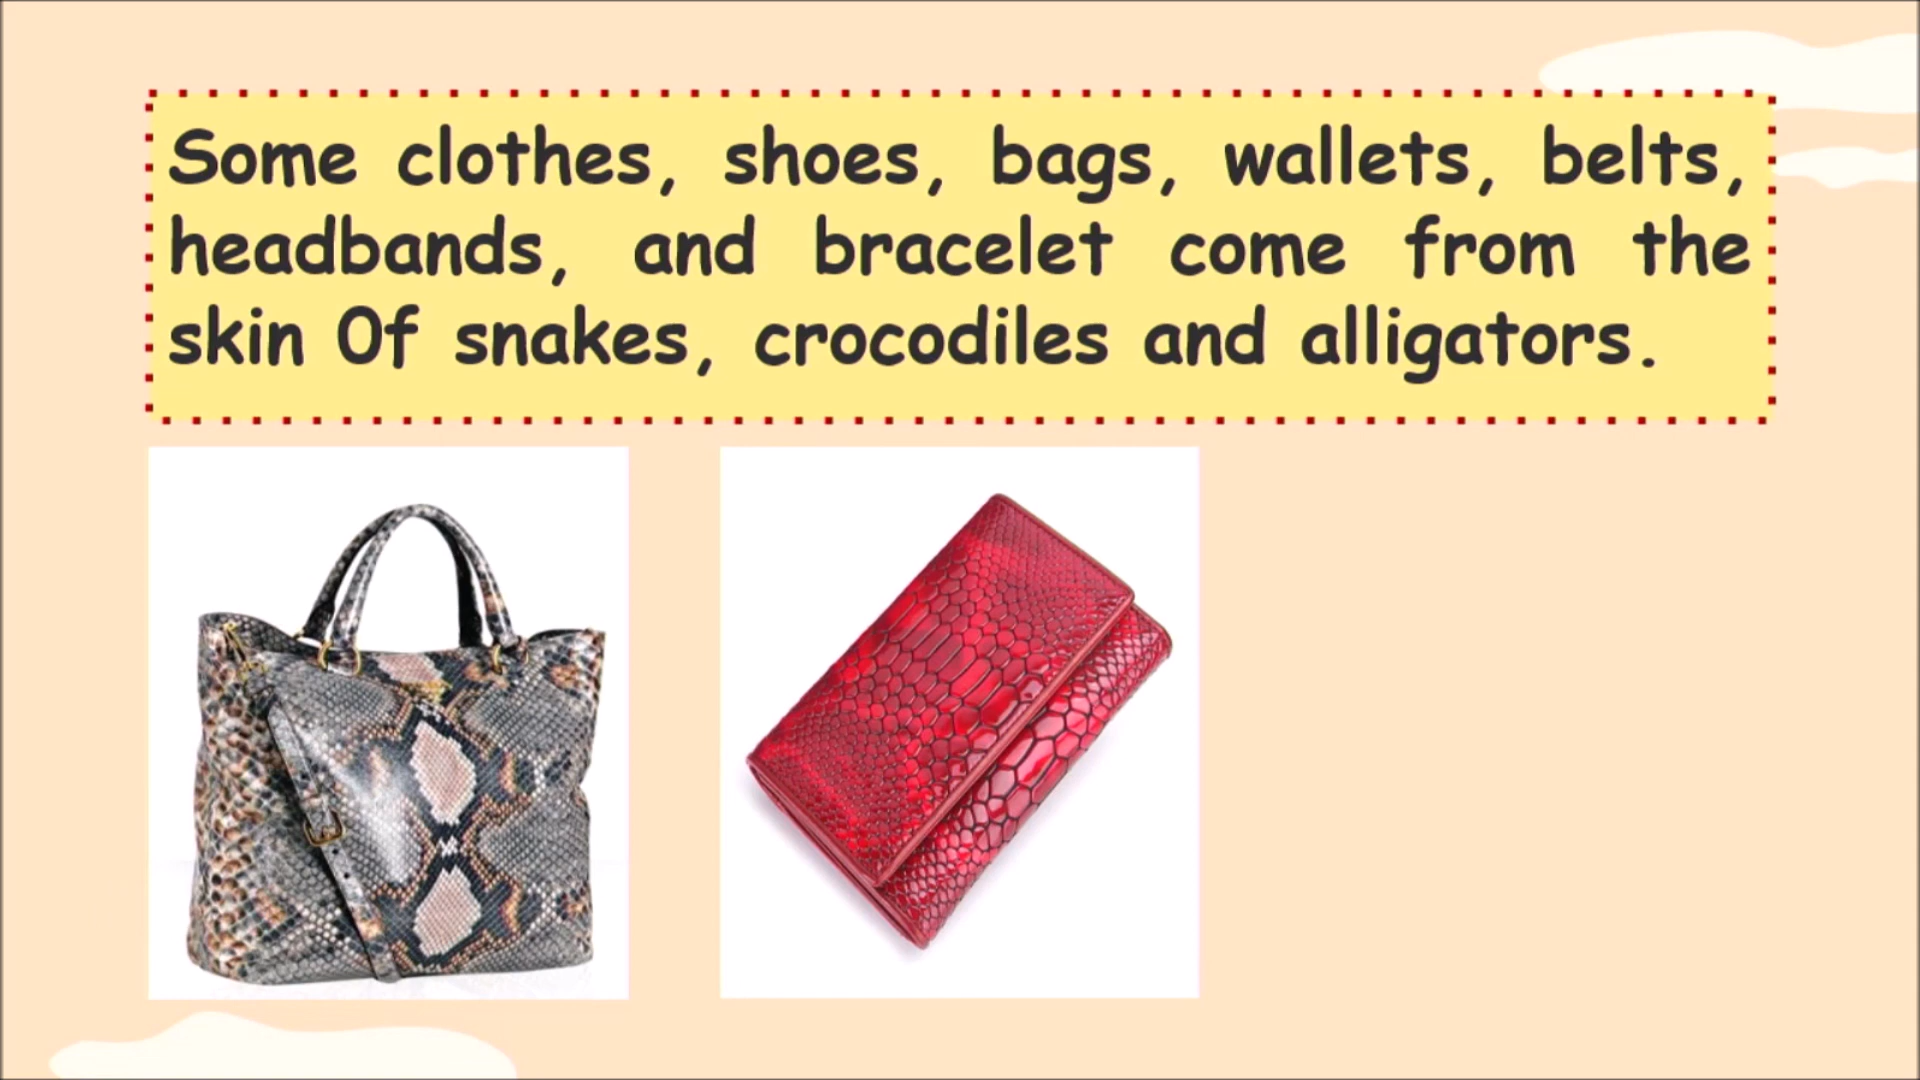 Some clothes, shoes, bags, wallets, belts,
headbands, and bracelet come from the
skin Of snakes, crocodiles and alligators.